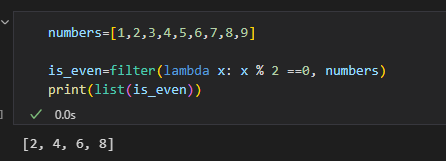 numbers=[1,2,3,4,5,6,7,8,9]
is_even=filter(lambda x: x % 2 ==0, numbers)
print(list(is_even))
]
0.0s
[2, 4, 6, 8]